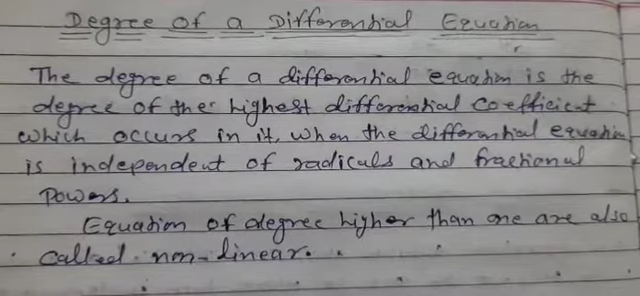 Degree of a Differential Equation
The degree of a differential equation is the
degree of the highest differential coefficient
which occurs in it, when the differential equation
is independent of radicals and fractional
Powers.
Equation of degree higher than one are also
called non-linear.